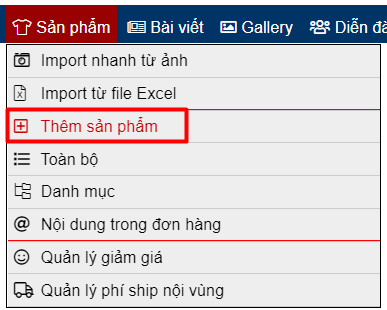 Sản phẩm Bài viết Gallery Diễn đà
Import nhanh từ ảnh
Import từ file Excel
Thêm sản phẩm
Toàn bộ
Danh mục
@ Nội dung trong đơn hàng
Quản lý giảm giá
Quản lý phí ship nội vùng